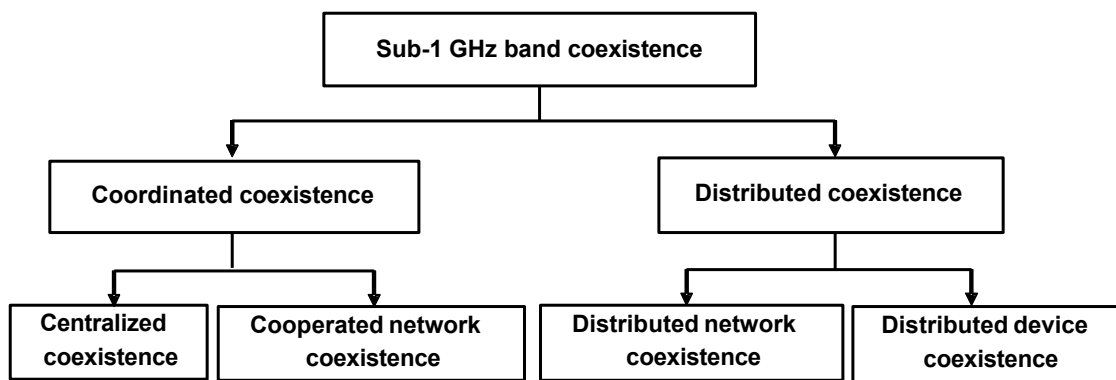 Sub-1 GHz band coexistence
Coordinated coexistence
Distributed coexistence
Centralized
coexistence
Cooperated network
coexistence
Distributed network
coexistence
Distributed device
coexistence